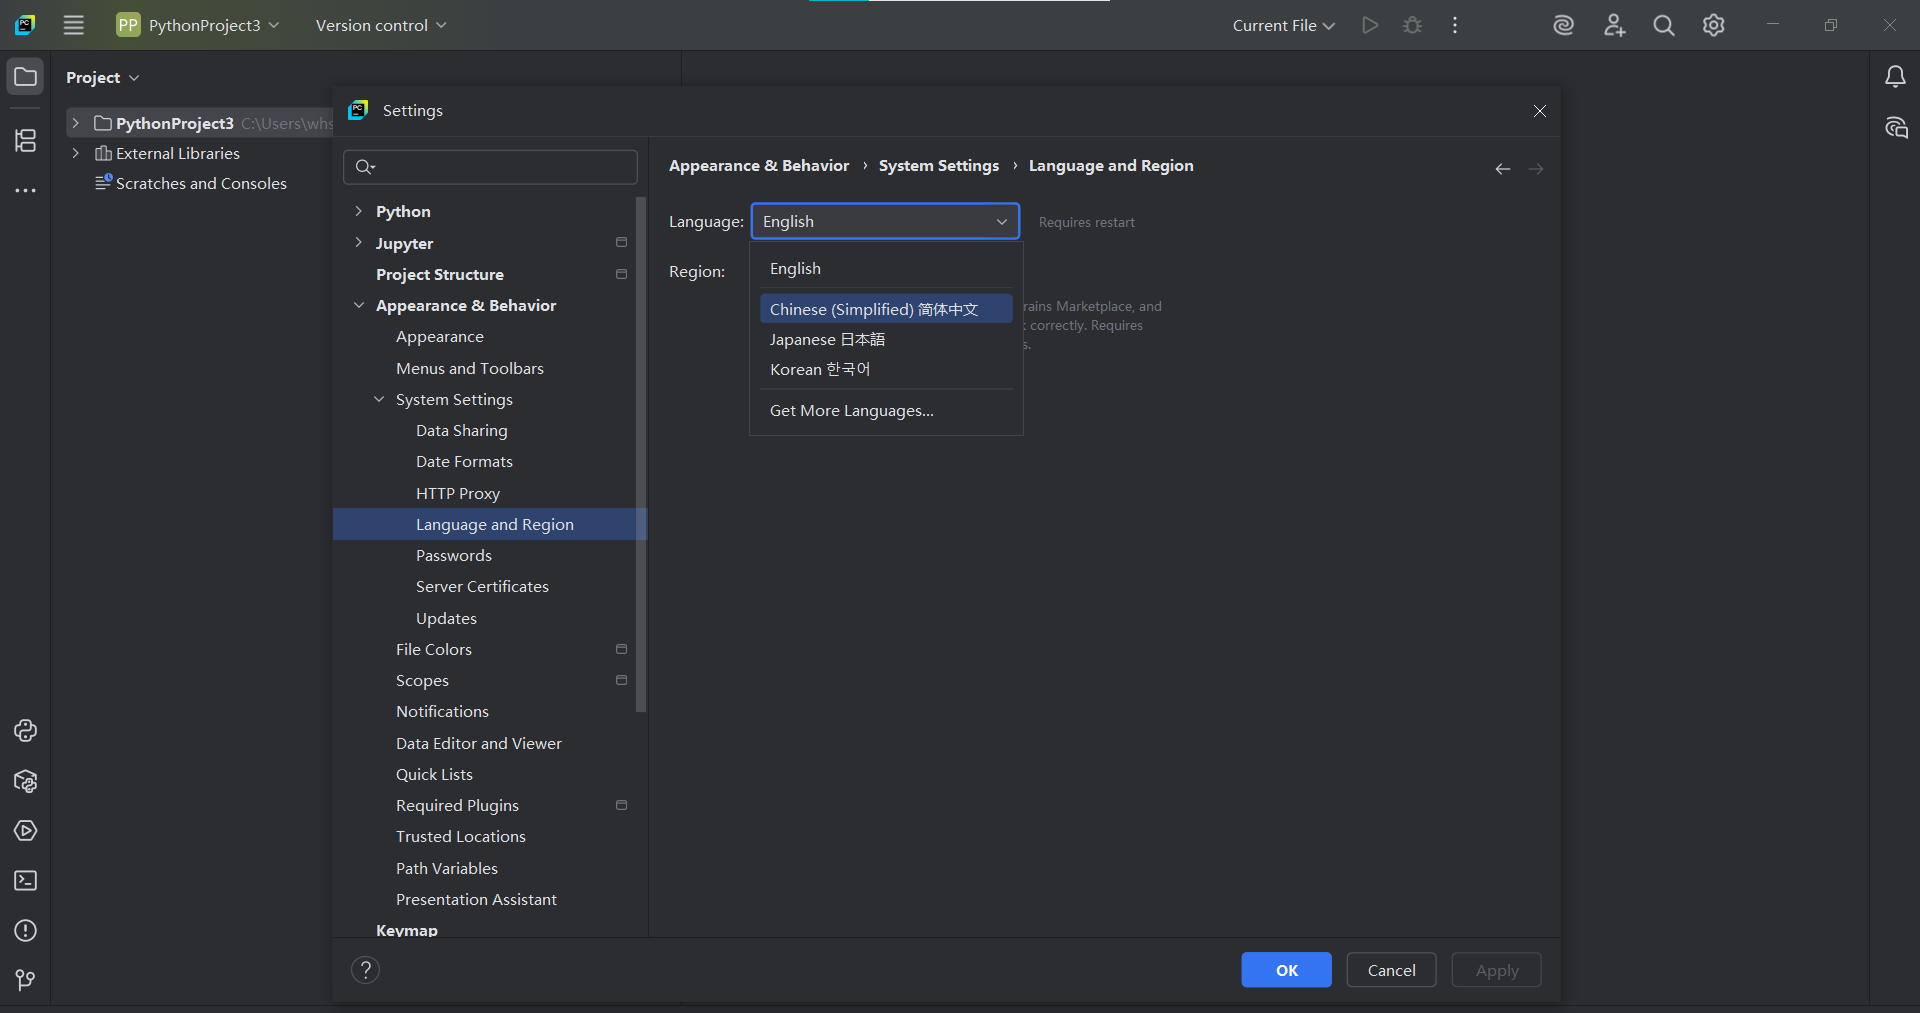 PP PythonProject3
Version control
Current File
Project
PythonProject3 C:\Users\whs
External Libraries
Scratches and Consoles
Settings
Python
Jupyter
Project Structure
Appearance & Behavior
Appearance
Menus and Toolbars
System Settings
Data Sharing
Date Formats
HTTP Proxy
Language and Region
Passwords
Server Certificates
Updates
File Colors
Scopes
Notifications
Data Editor and Viewer
Quick Lists
Required Plugins
Trusted Locations
Path Variables
Presentation Assistant
Keymap
Appearance & Behavior › System Settings › Language and Region
Language: English
Requires restart
Region:
English
Chinese (Simplified) 简体中文
Japanese 日本語
Korean 한국어
Get More Languages...
rains Marketplace, and
correctly. Requires
s.
?
OK
Cancel
Apply